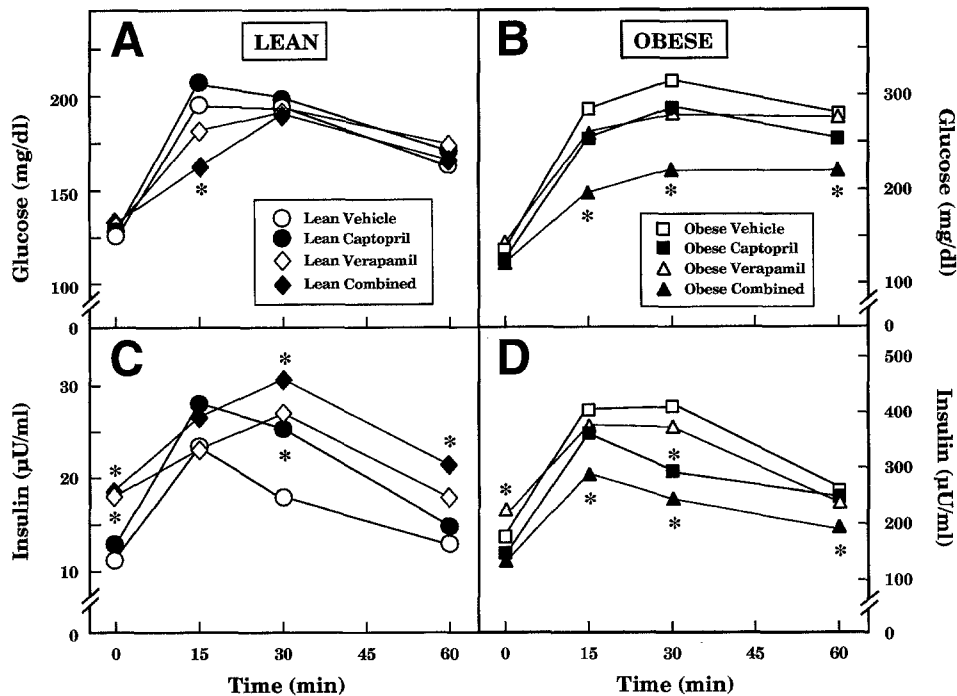 A
LEAN
B
OBESE
Glucose (mg/dl)
200
150
100
0
*
Lean Vehicle
Lean Captopril
Lean Verapamil
Lean Combined
300
200
100
0
Glucose (mg/dl)
* * *
Obese Vehicle
Obese Captopril
Obese Verapamil
Obese Combined
C
D
Insulin (µU/ml)
30
20
10
0
*
* *
* *
500
400
300
200
100
0
Insulin (µU/ml)
* *
* * *
0 15 30 45 60
0 15 30 45 60
Time (min)
Time (min)